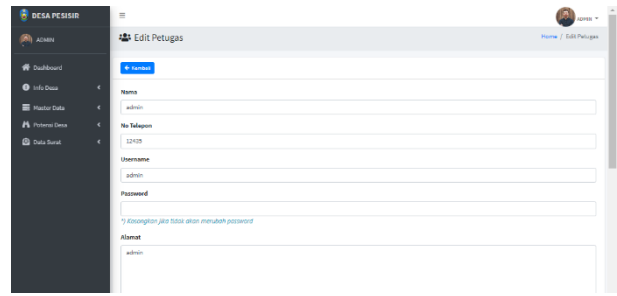 DESA PESISIR
ADMIN
ADMIN
Edit Petugas
Home / Edit Petugas
Dashboard
Info Desa
Master Data
Potensi Desa
Data Surat
Kembali
Nama
admin
No Telepon
12435
Username
admin
Password
*) Kosongkan jika tidak akan merubah password
Alamat
admin